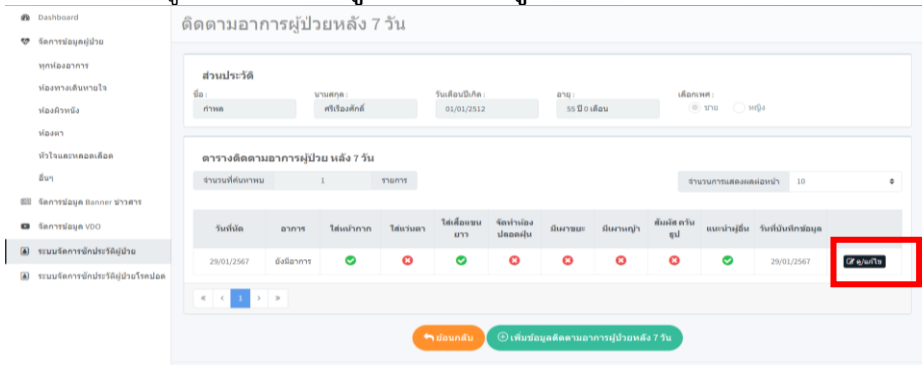 Dashboard
จัดการข้อมูลผู้ป่วย
ทุกห้องอาการ
ห้องทางเดินหายใจ
ห้องผิวหนัง
ห้องตา
หัวใจและหลอดเลือด
อื่นๆ
จัดการข้อมูล Banner ข่าวสาร
จัดการข้อมูล VDO
ระบบจัดการซักประวัติผู้ป่วย
ระบบจัดการซักประวัติผู้ป่วยโรคปอด
ติดตามอาการผู้ป่วยหลัง 7 วัน
ส่วนประวัติ
ชื่อ : นามสกุล : วันเดือนปีเกิด : อายุ : เลือกเพศ :
กำพล ศรีเรืองศักดิ์ 01/01/2512 55 ปี 0 เดือน ชาย หญิง
ตารางติดตามอาการผู้ป่วย หลัง 7 วัน
จำนวนที่ค้นหาพบ 1 รายการ จำนวนการแสดงผลต่อหน้า 10
วันที่นัด อาการ ใส่หน้ากาก ใส่แว่นตา ใส่เสื้อแขนยาว จัดทำห้องปลอดฝุ่น มีเผาขยะ มีเผาหญ้า สัมผัส ควันธูป แนะนำผู้อื่น วันที่บันทึกข้อมูล
29/01/2567 ยังมีอาการ 29/01/2567 ดู/แก้ไข
« ‹ 1 › »
ย้อนกลับ เพิ่มข้อมูลติดตามอาการผู้ป่วยหลัง 7 วัน